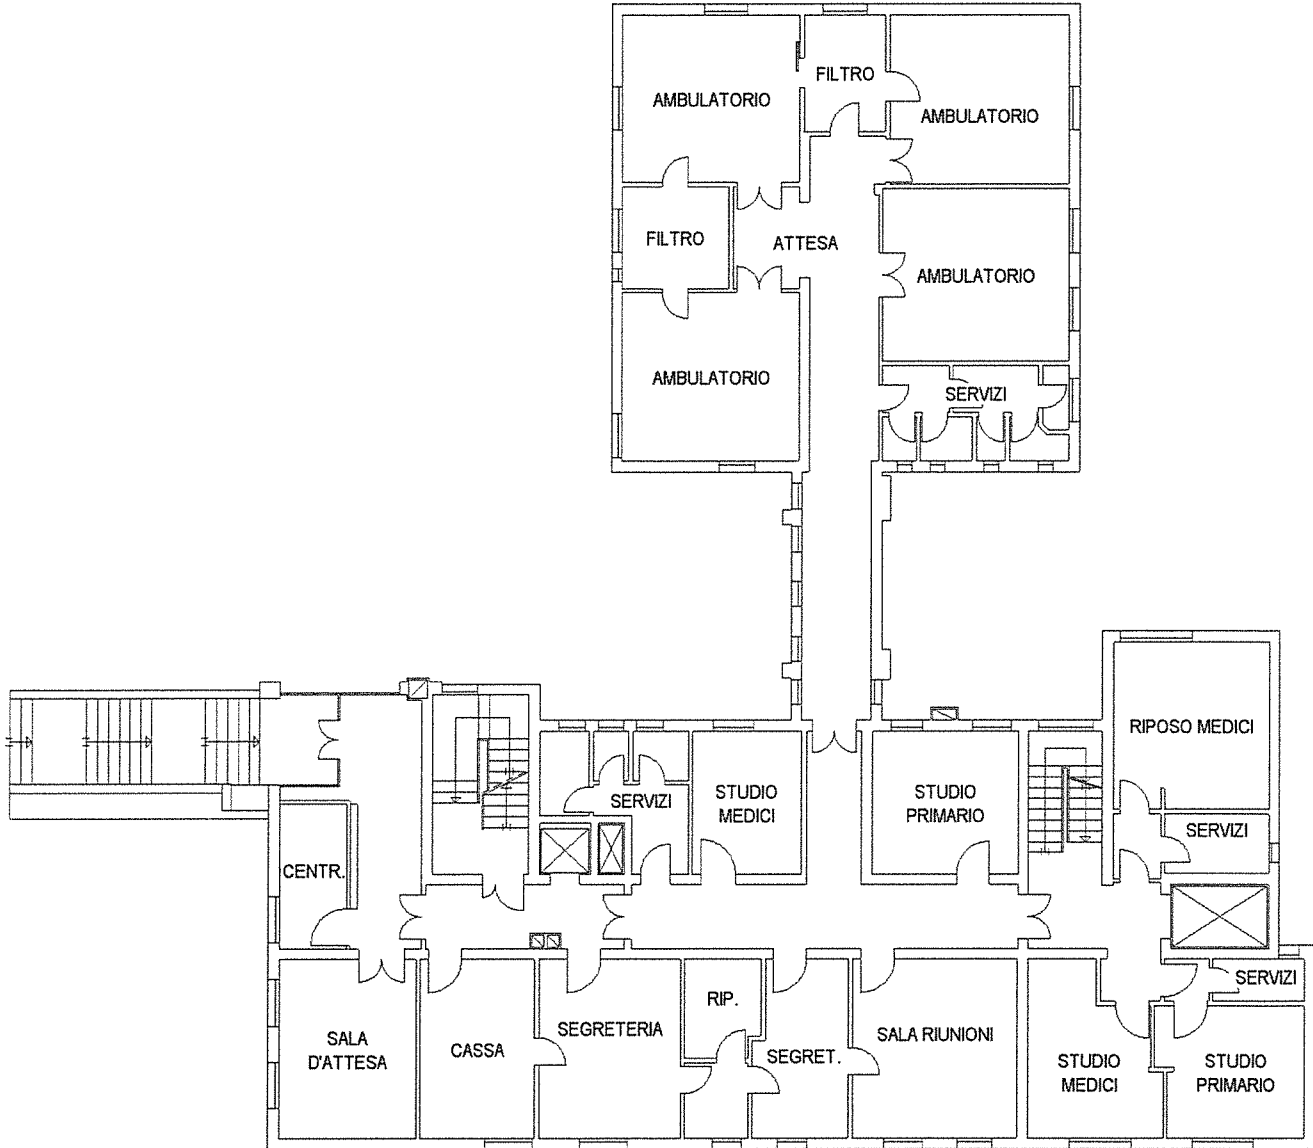 FILTRO
AMBULATORIO
AMBULATORIO
FILTRO
ATTESA
AMBULATORIO
AMBULATORIO
SERVIZI
RIPOSO MEDICI
STUDIO
MEDICI
STUDIO
PRIMARIO
SERVIZI
SERVIZI
CENTR.
SERVIZI
RIP.
SALA
D'ATTESA
CASSA
SEGRETERIA
SEGRET.
SALA RIUNIONI
STUDIO
MEDICI
STUDIO
PRIMARIO